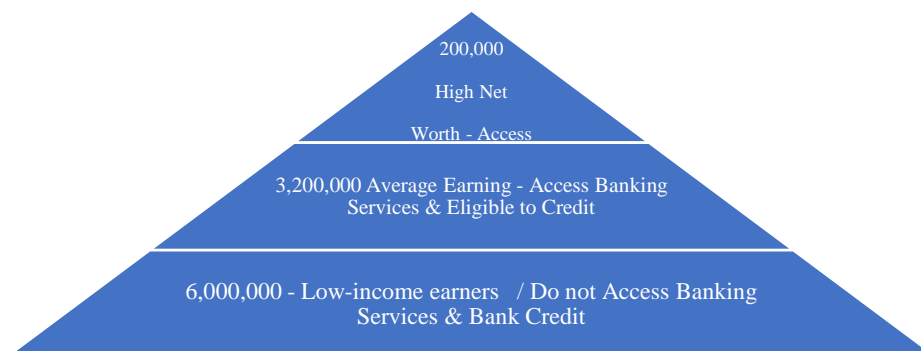 200,000
High Net
Worth - Access
3,200,000 Average Earning - Access Banking
Services & Eligible to Credit
6,000,000 - Low-income earners / Do not Access Banking
Services & Bank Credit